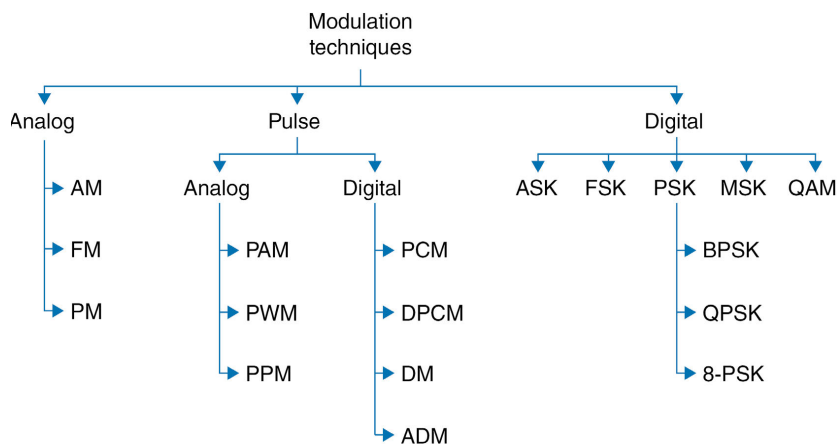 Modulation
techniques
Analog
Pulse
Digital
AM
FM
PM
Analog
Digital
PAM
PWM
PPM
PCM
DPCM
DM
ADM
ASK
FSK
PSK
MSK
QAM
BPSK
QPSK
8-PSK